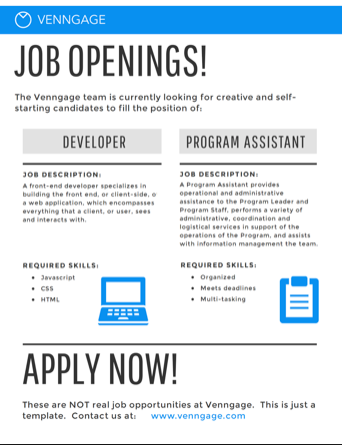 VENNGAGE
JOB OPENINGS!
The Venngage team is currently looking for creative and self-
starting candidates to fill the position of:
DEVELOPER
JOB DESCRIPTION:
A front-end developer specializes in
building the front end, or client-side, o
a web application, which encompasses
everything that a client, or user, sees
and interacts with.
REQUIRED SKILLS:
Javascript
CSS
HTML
PROGRAM ASSISTANT
JOB DESCRIPTION:
A Program Assistant provides
operational and administrative
assistance to the Program Leader and
Program Staff, performs a variety of
administrative, coordination and
logistical services in support of the
operations of the Program, and assists
with information management the team.
REQUIRED SKILLS:
Organized
Meets deadlines
Multi-tasking
APPLY NOW!
These are NOT real job opportunities at Venngage. This is just a
template. Contact us at: www.venngage.com